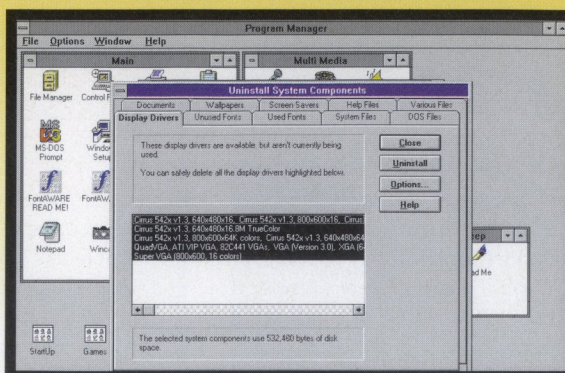 Program Manager
File Options Window Help
Main
Multi Media
File Manager
Control P
MS-DOS Prompt
Windo Setu
FontAWARE READ ME!
FontAW
Notepad
Winc
StartUp
Games
Uninstall System Components
Documents Wallpapers Screen Savers Help Files Various Files
Display Drivers Unused Fonts Used Fonts System Files DOS Files
These display drivers are available, but aren't currently being
used.
You can safely delete all the display drivers highlighted below.
Close
Uninstall
Options...
Help
Cirrus 542x v1.3, 640x480x16, Cirrus 542x v1.3, 800x600x16, Cirrus
Cirrus 542x v1.3, 640x480x16.8M TrueColor
Cirrus 542x v1.3, 800x600x64K colors, Cirrus 542x v1.3, 640x480x64
QuadVGA, ATI VIP VGA, 82C441 VGAs, VGA (Version 3.0), XGA (6
Super VGA (800x600, 16 colors)
The selected system components use 532,460 bytes of disk
space.
eep
ad Me